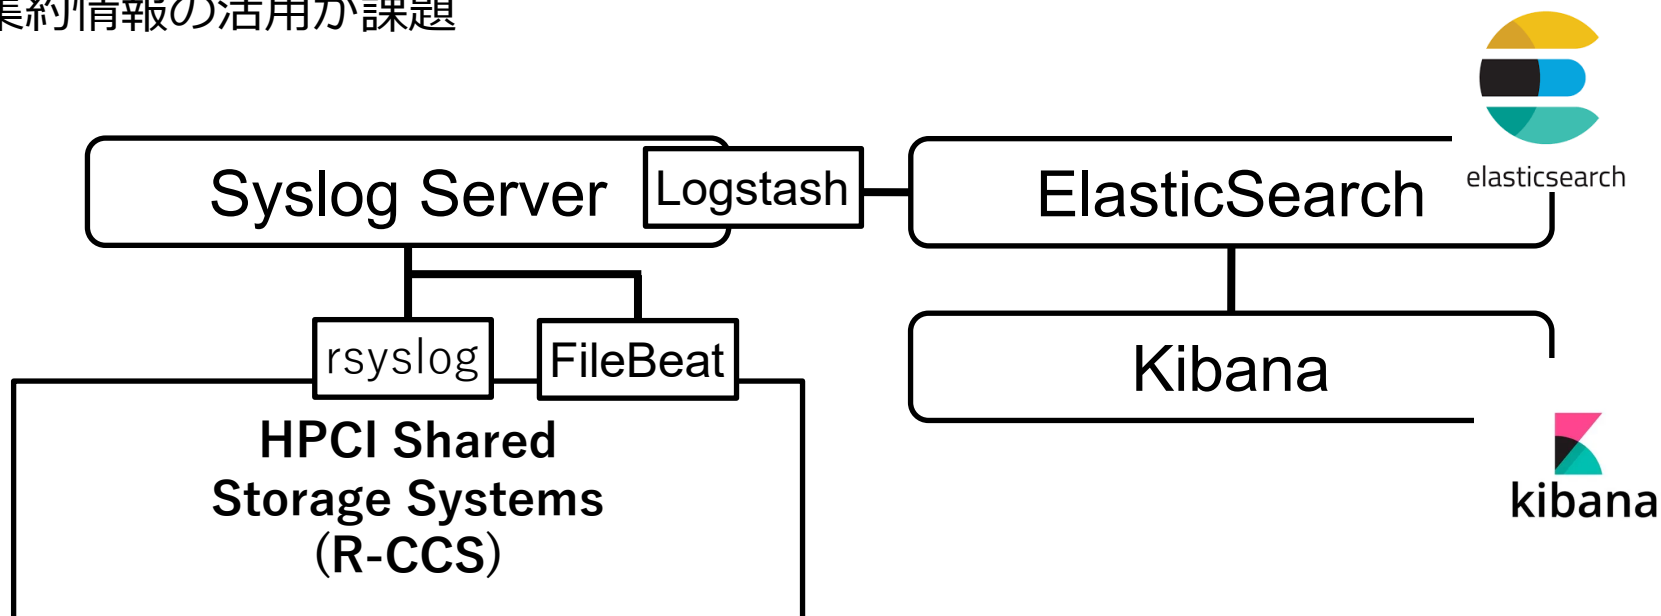 集約情報の活用が課題
Syslog Server
Logstash
ElasticSearch
elasticsearch
rsyslog
FileBeat
Kibana
HPCI Shared
Storage Systems
(R-CCS)
kibana